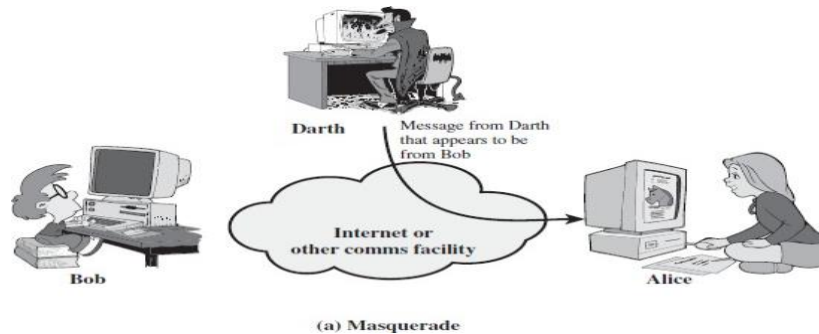 Darth
Message from Darth
that appears to be
from Bob
Internet or
other comms facility
Bob
Alice
(a) Masquerade